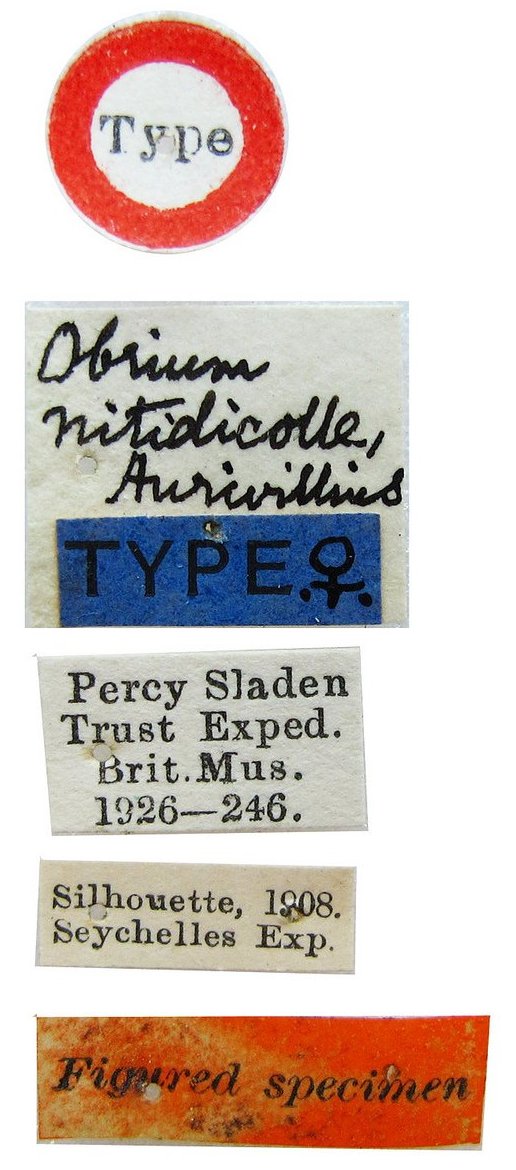 Type
Obrium
nitidicolle,
Aurivillius
TYPE.♀.
Percy Sladen
Trust Exped.
Brit.Mus.
1926—246.
Silhouette, 1908.
Seychelles Exp.
Figured specimen